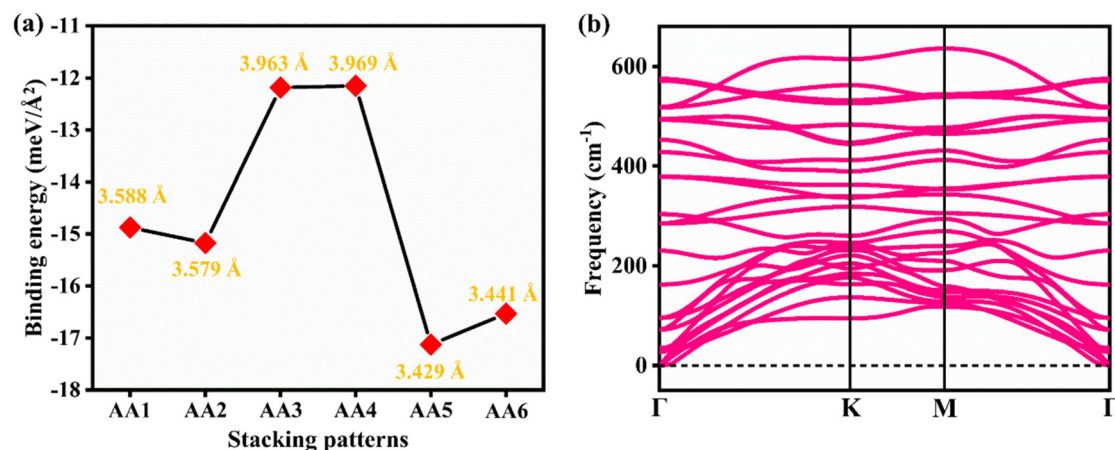 (a)
Binding energy (meV/Å²)
-11
-12
-13
-14
-15
-16
-17
-18
3.588 Å
3.579 Å
3.963 Å
3.969 Å
3.429 Å
3.441 Å
AA1 AA2 AA3 AA4 AA5 AA6
Stacking patterns
(b)
Frequency (cm⁻¹)
600
400
200
0
Γ K M Γ